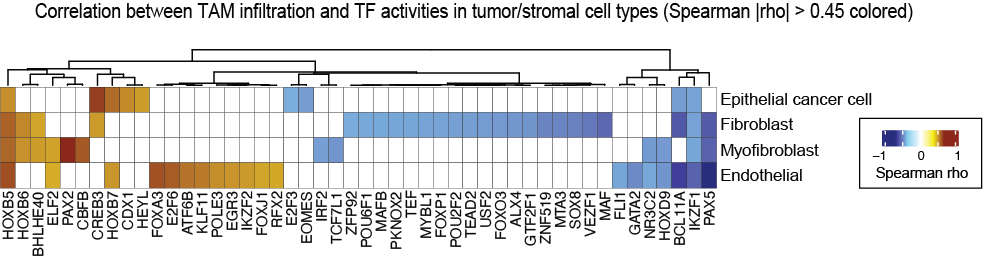 Correlation between TAM infiltration and TF activities in tumor/stromal cell types (Spearman |rho| > 0.45 colored)
Epithelial cancer cell
Fibroblast
Myofibroblast
Endothelial
−1 0 1
Spearman rho
HOXB5
HOXB6
BHLHE40
ELF2
PAX2
CBFB
CREB3
HOXB7
CDX1
HEYL
FOXA3
E2F6
ATF6B
KLF11
POLE3
EGR3
IKZF2
FOXJ1
RFX2
E2F3
EOMES
IRF2
TCF7L1
ZFP92
POU6F1
MAFB
PKNOX2
TEF
MYBL1
FOXP1
POU2F2
TEAD2
USF2
FOXO3
ALX4
GTF2F1
ZNF519
MTA3
SOX8
VEZF1
MAF
FLI1
GATA2
NR3C2
HOXD9
BCL11A
IKZF1
PAX5